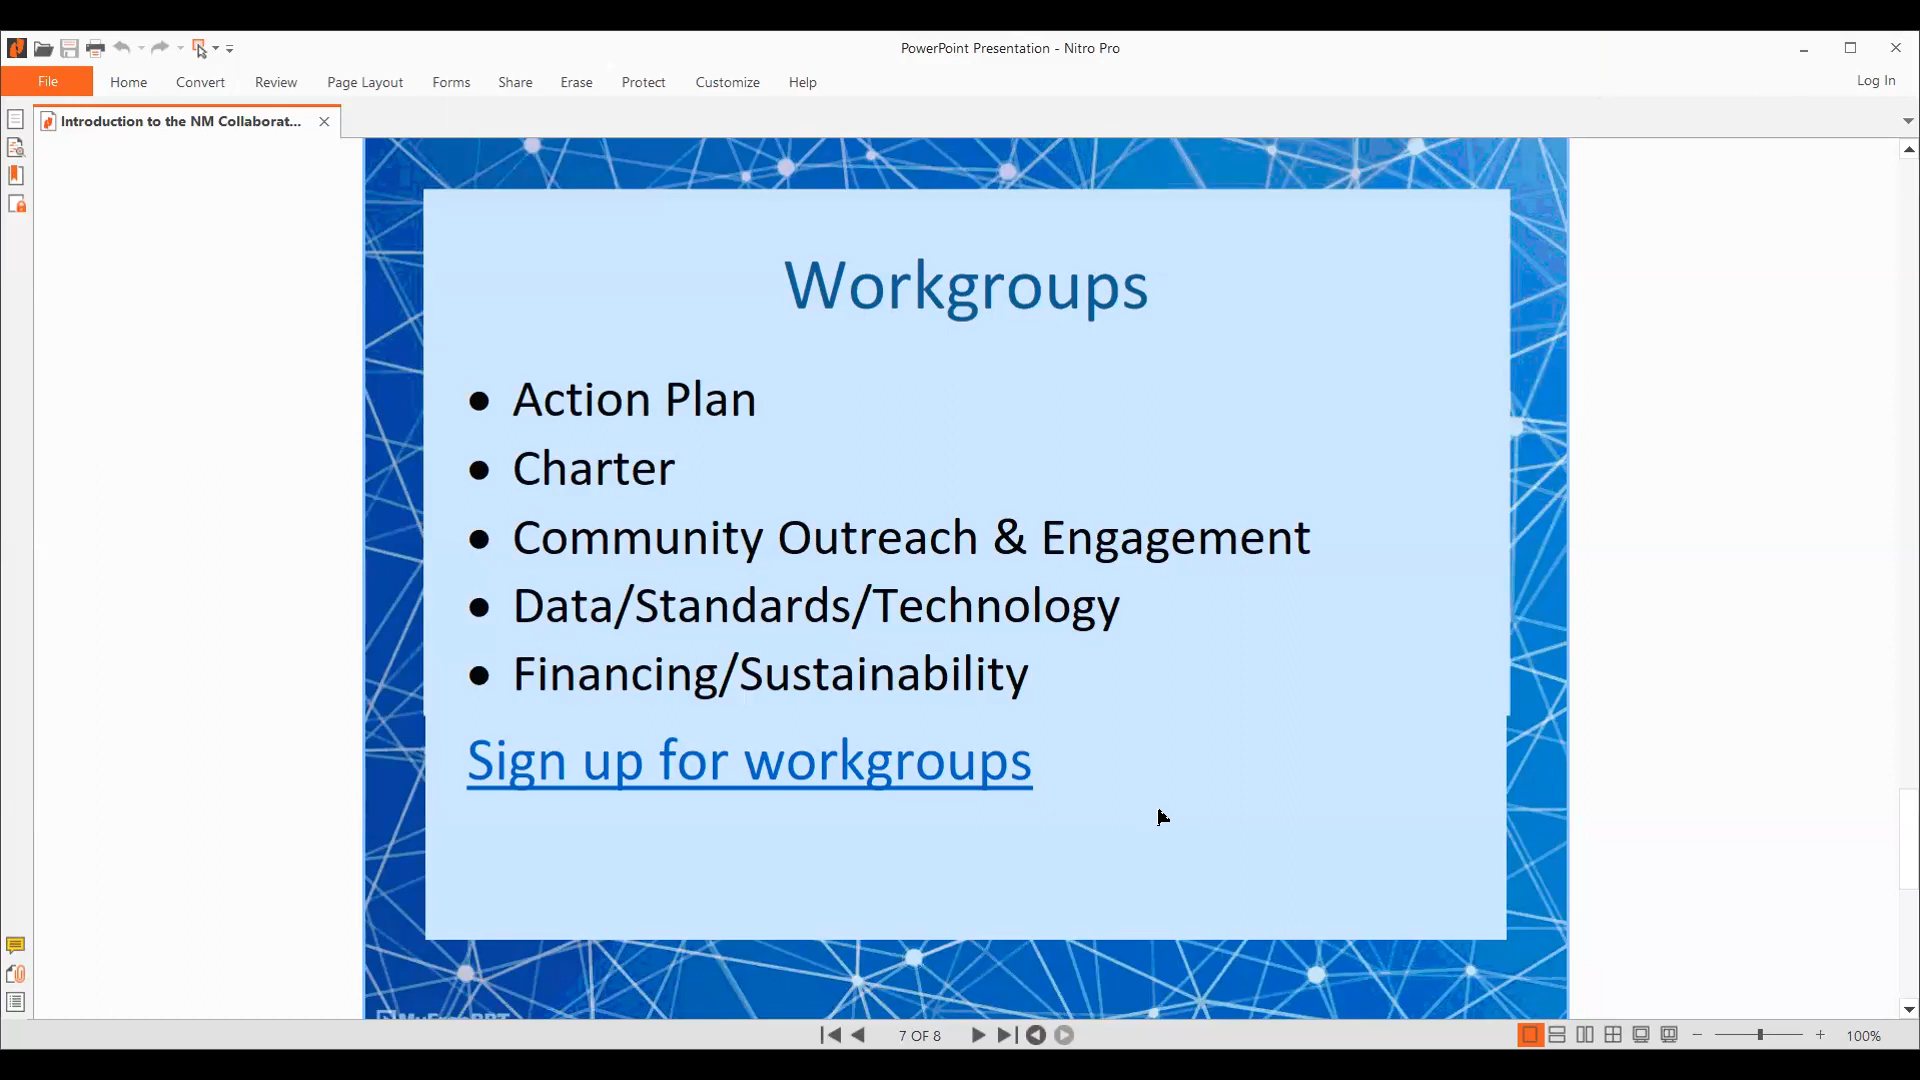 PowerPoint Presentation - Nitro Pro
File Home Convert Review Page Layout Forms Share Erase Protect Customize Help Log In
Introduction to the NM Collaborat...
Workgroups
• Action Plan
• Charter
• Community Outreach & Engagement
• Data/Standards/Technology
• Financing/Sustainability
Sign up for workgroups
7 OF 8
100%